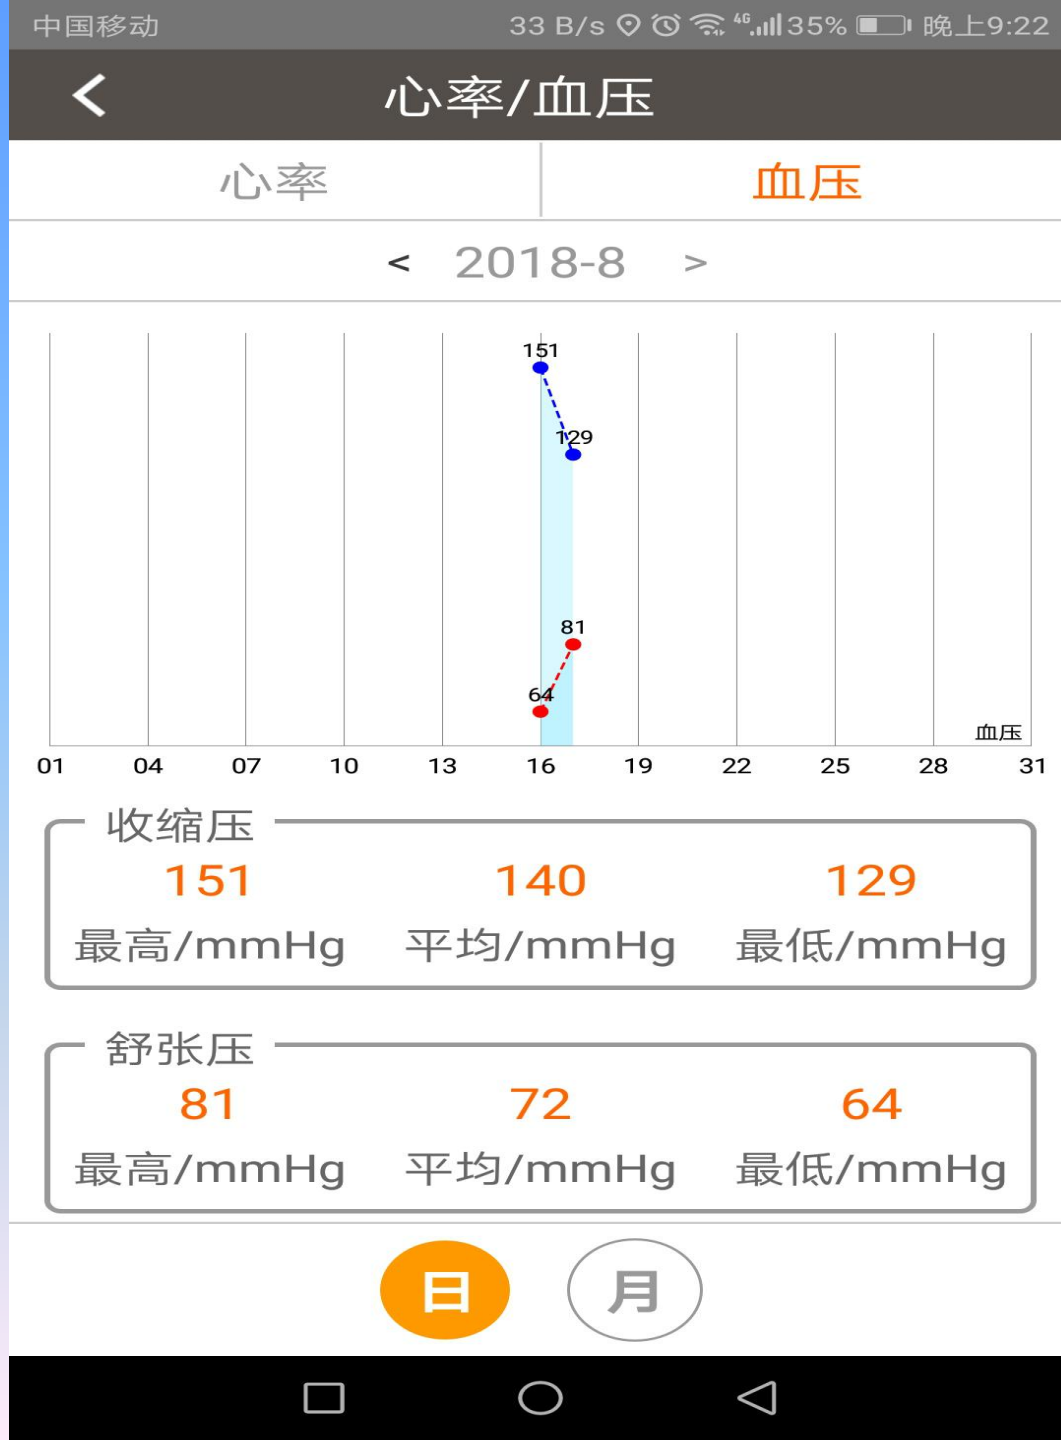 中国移动 33 B/s 4G 35% 晚上9:22
心率/血压
心率 血压
< 2018-8 >
151
129
81
64
血压
01 04 07 10 13 16 19 22 25 28 31
收缩压
151 140 129
最高/mmHg 平均/mmHg 最低/mmHg
舒张压
81 72 64
最高/mmHg 平均/mmHg 最低/mmHg
日 月